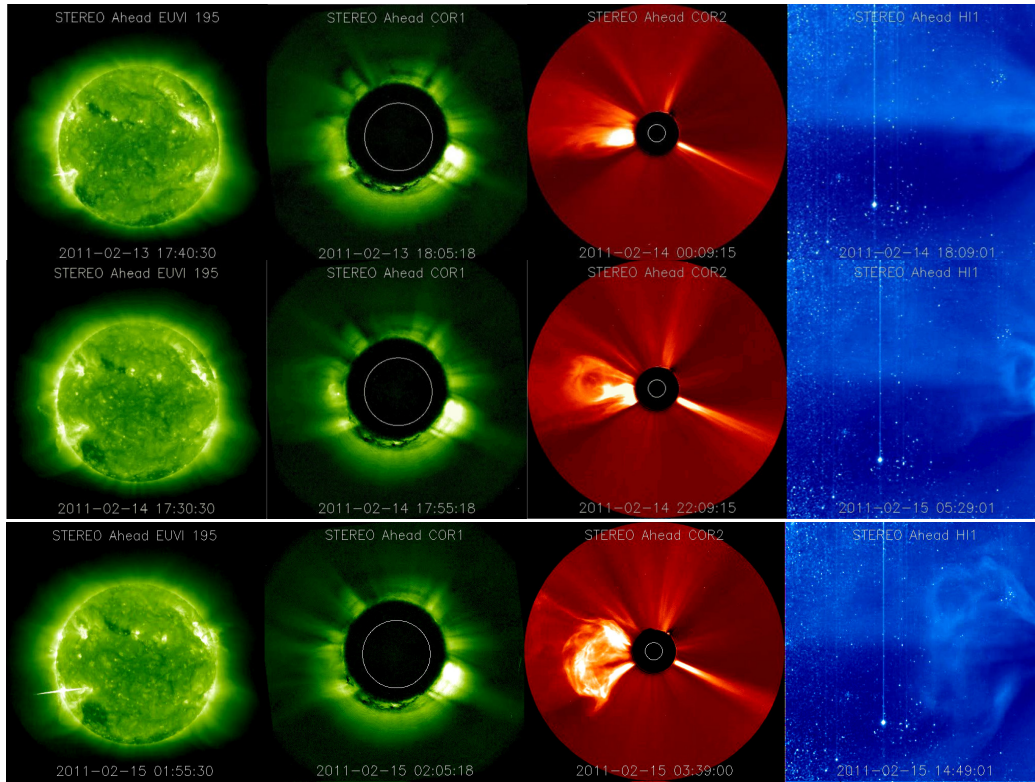 STEREO Ahead EUVI 195
STEREO Ahead COR1
STEREO Ahead COR2
STEREO Ahead HI1
2011-02-13 17:40:30
2011-02-13 18:05:18
2011-02-14 00:09:15
2011-02-14 18:09:01
STEREO Ahead EUVI 195
STEREO Ahead COR1
STEREO Ahead COR2
STEREO Ahead HI1
2011-02-14 17:30:30
2011-02-14 17:55:18
2011-02-14 22:09:15
2011-02-15 05:29:01
STEREO Ahead EUVI 195
STEREO Ahead COR1
STEREO Ahead COR2
STEREO Ahead HI1
2011-02-15 01:55:30
2011-02-15 02:05:18
2011-02-15 03:39:00
2011-02-15 14:49:01